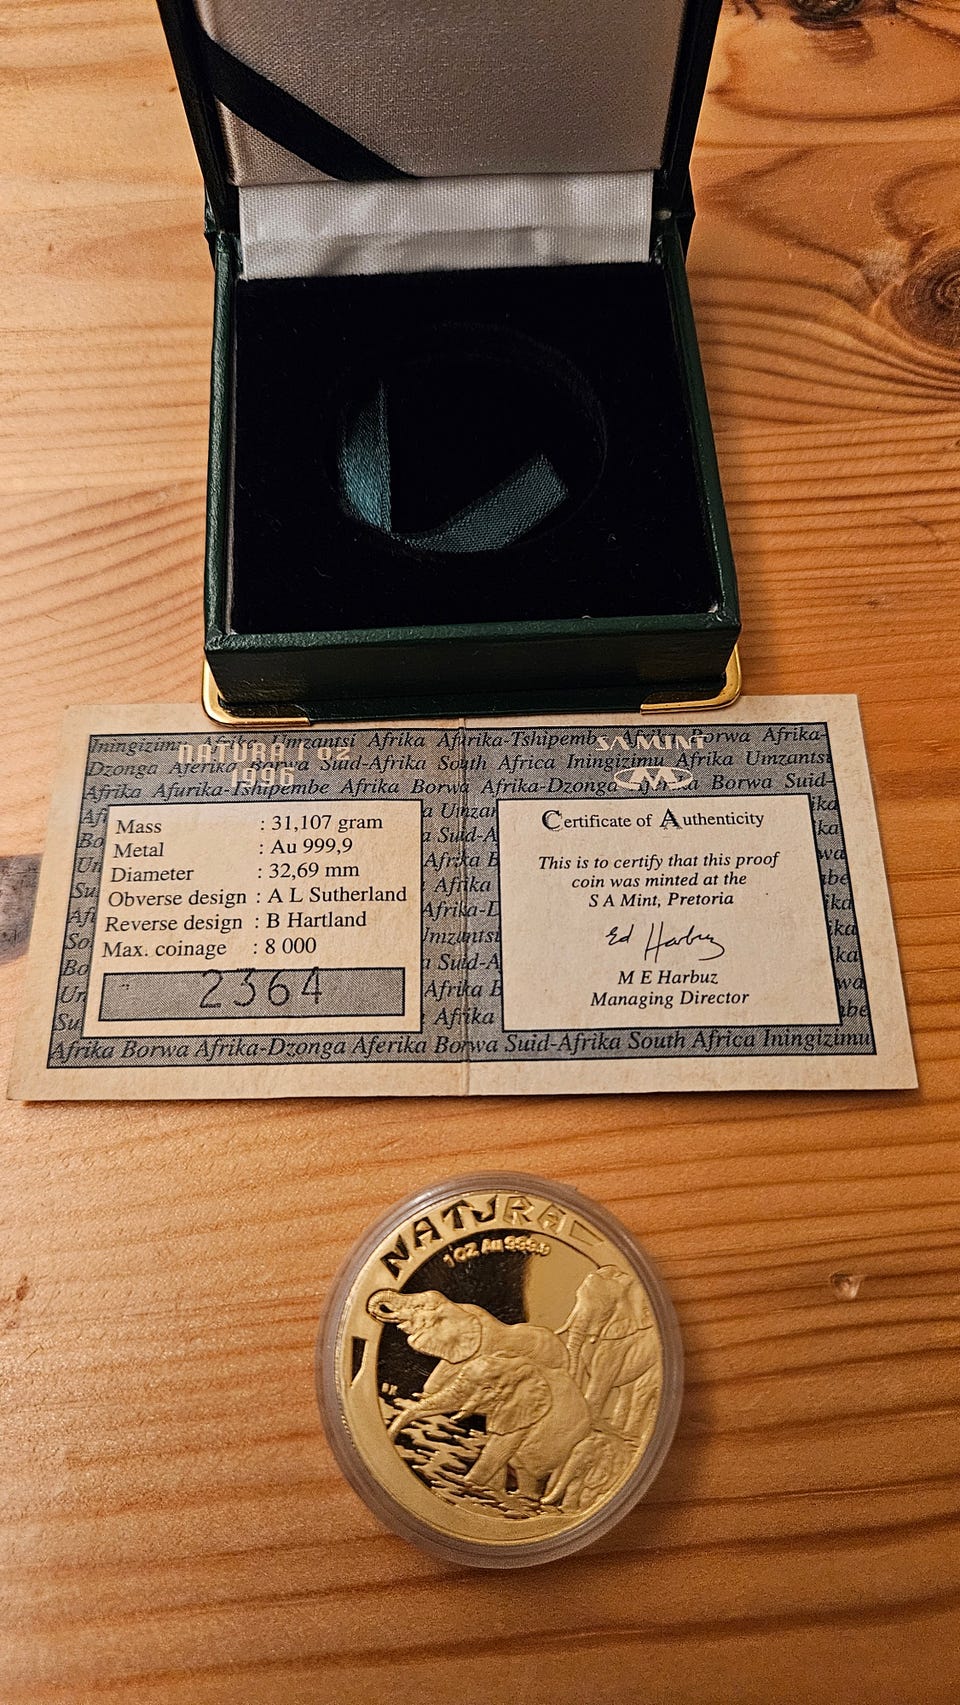 NATURA 1 OZ
1996
SA MINT
Iningizimu Afrika Umzantsi Afrika Afurika-Tshipembe Afrika Borwa Afrika-
Dzonga Aferika Borwa Suid-Afrika South Africa Iningizimu Afrika Umzantsi
Afrika Afurika-Tshipembe Afrika Borwa Afrika-Dzonga Aferika Borwa Suid-
Mass : 31,107 gram
Metal : Au 999,9
Diameter : 32,69 mm
Obverse design : A L Sutherland
Reverse design : B Hartland
Max. coinage : 8 000
2364
Certificate of Authenticity
This is to certify that this proof
coin was minted at the
S A Mint, Pretoria
Ed Harbuz
M E Harbuz
Managing Director
Afrika Borwa Afrika-Dzonga Aferika Borwa Suid-Afrika South Africa Iningizimu
NATURA
1 OZ Au 999.9